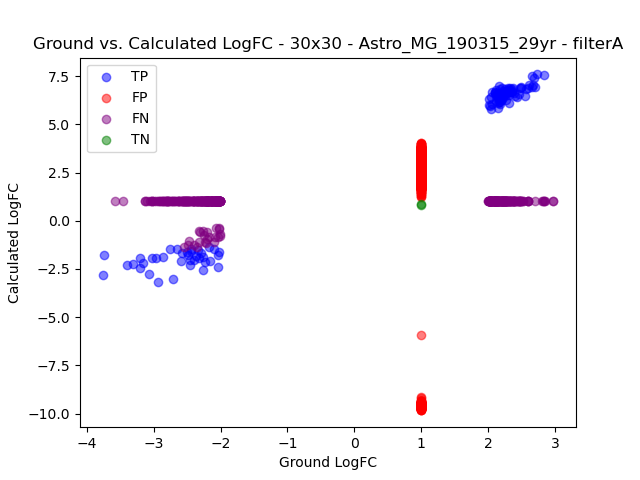 Ground vs. Calculated LogFC - 30x30 - Astro_MG_190315_29yr - filterA
TP
FP
FN
TN
7.5
5.0
2.5
0.0
−2.5
−5.0
−7.5
−10.0
Calculated LogFC
−4
−3
−2
−1
0
1
2
3
Ground LogFC